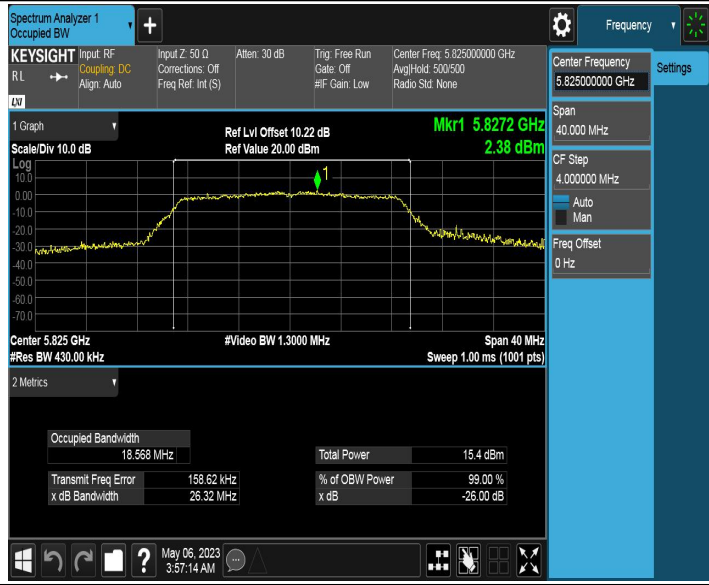 Spectrum Analyzer 1
Occupied BW
Frequency
KEYSIGHT
RL
LXI
Input: RF
Coupling: DC
Align: Auto
Input Z: 50 Ω
Corrections: Off
Freq Ref: Int (S)
Atten: 30 dB
Trig: Free Run
Gate: Off
#IF Gain: Low
Center Freq: 5.825000000 GHz
Avg|Hold: 500/500
Radio Std: None
Center Frequency
5.825000000 GHz
Settings
Span
40.000 MHz
CF Step
4.000000 MHz
Auto
Man
Freq Offset
0 Hz
1 Graph
Scale/Div 10.0 dB
Ref Lvl Offset 10.22 dB
Ref Value 20.00 dBm
Mkr1 5.8272 GHz
2.38 dBm
Log
10.0
0.00
-10.0
-20.0
-30.0
-40.0
-50.0
-60.0
-70.0
1
Center 5.825 GHz
#Video BW 1.3000 MHz
Span 40 MHz
#Res BW 430.00 kHz
Sweep 1.00 ms (1001 pts)
2 Metrics
Occupied Bandwidth
18.568 MHz
Total Power 15.4 dBm
Transmit Freq Error 158.62 kHz
% of OBW Power 99.00 %
x dB Bandwidth 26.32 MHz
x dB -26.00 dB
May 06, 2023
3:57:14 AM